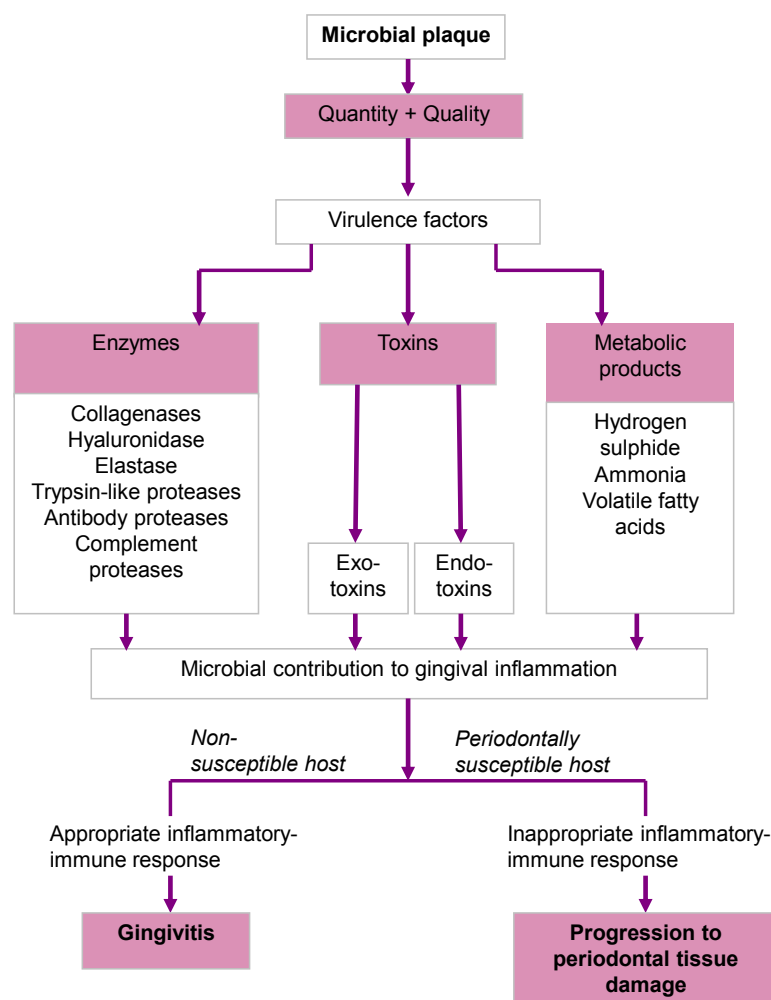 Microbial plaque
Quantity + Quality
Virulence factors
Enzymes
Collagenases
Hyaluronidase
Elastase
Trypsin-like proteases
Antibody proteases
Complement
proteases
Toxins
Exo-
toxins
Endo-
toxins
Metabolic
products
Hydrogen
sulphide
Ammonia
Volatile fatty
acids
Microbial contribution to gingival inflammation
Non-
susceptible host
Periodontally
susceptible host
Appropriate inflammatory-
immune response
Inappropriate inflammatory-
immune response
Gingivitis
Progression to
periodontal tissue
damage